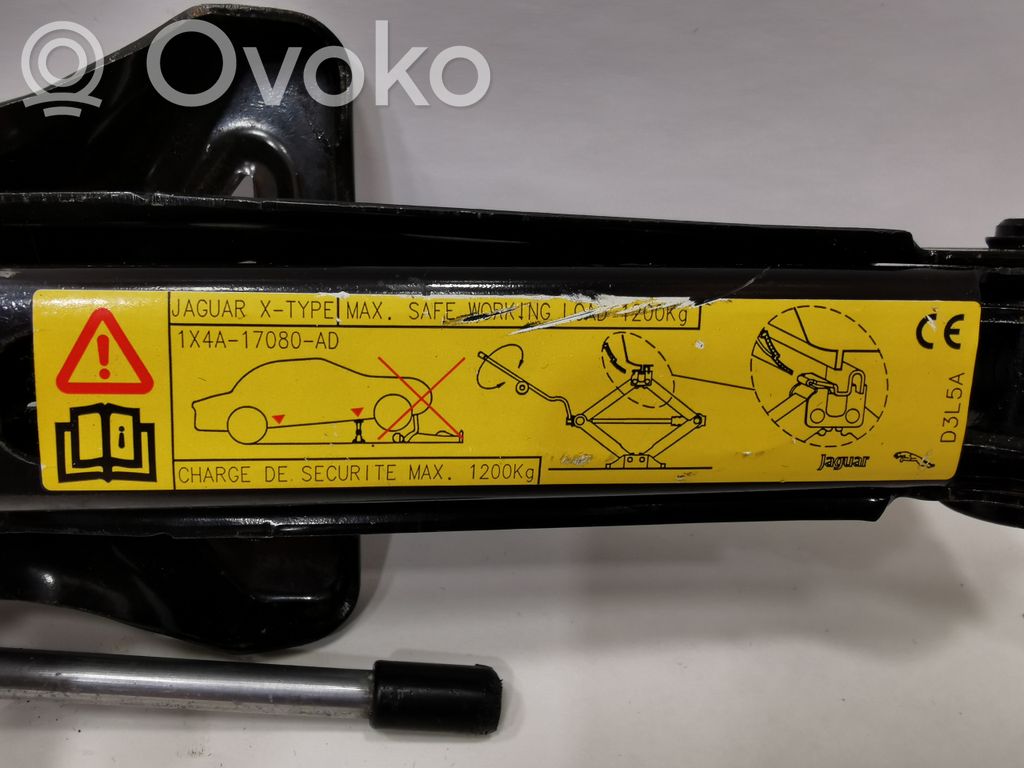 Ovoko
JAGUAR X-TYPE MAX. SAFE WORKING LOAD 1200Kg
1X4A-17080-AD
CHARGE DE SECURITE MAX. 1200Kg
Jaguar
CE
D3L5A